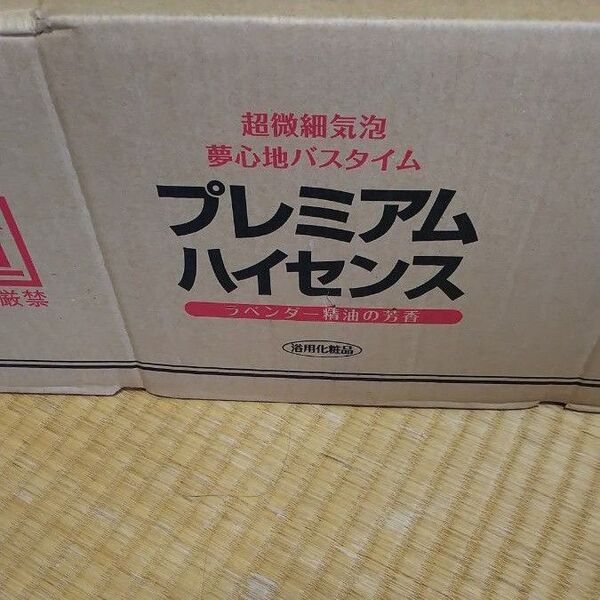 超微細気泡
夢心地バスタイム
プレミアム
ハイセンス
ラベンダー精油の芳香
浴用化粧品
厳禁